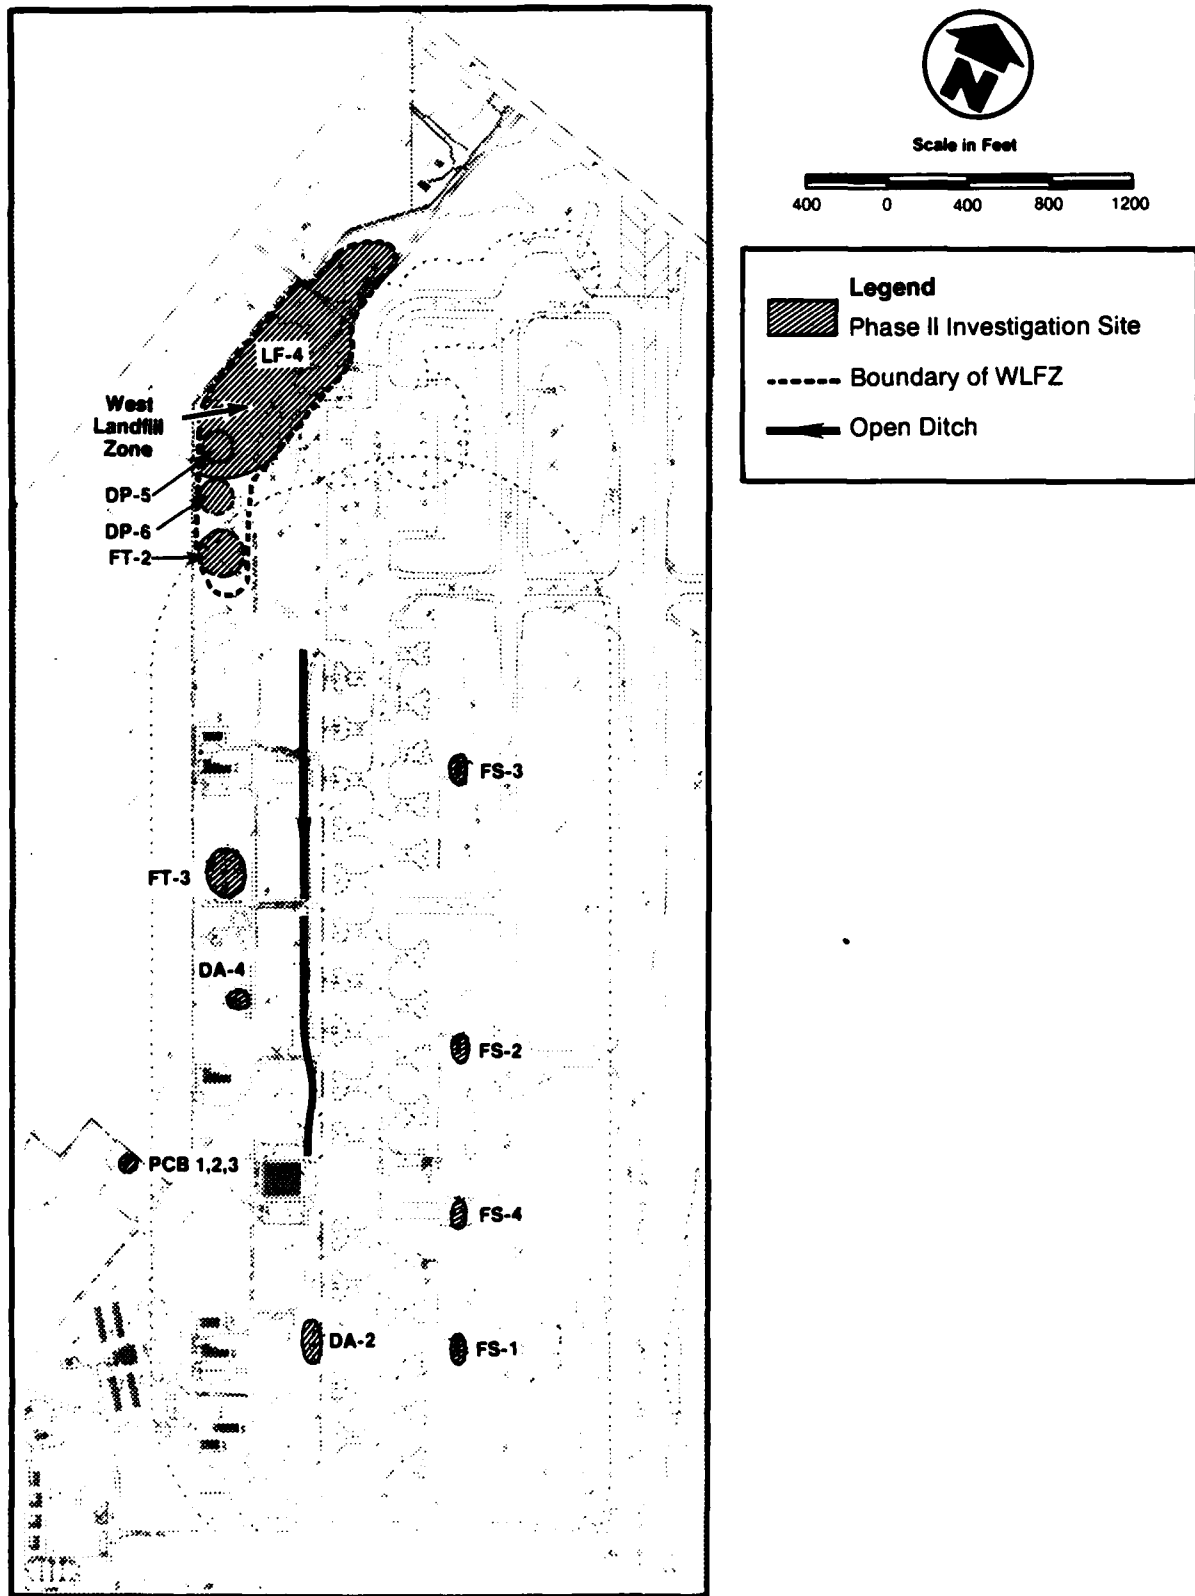 N
Scale in Feet
400 0 400 800 1200
Legend
Phase II Investigation Site
Boundary of WLFZ
Open Ditch
LF-4
West
Landfill
Zone
DP-5
DP-6
FT-2
FS-3
FT-3
DA-4
FS-2
PCB 1,2,3
FS-4
DA-2
FS-1